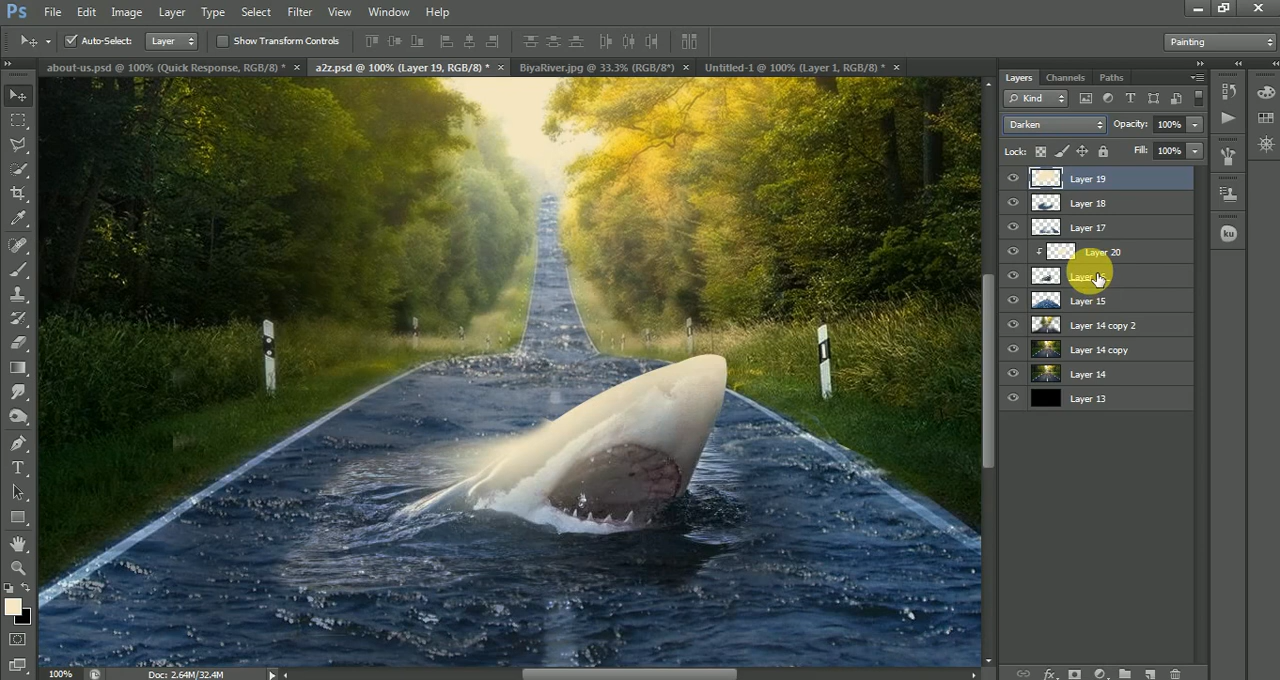 Ps File Edit Image Layer Type Select Filter View Window Help
Auto-Select: Layer Show Transform Controls Painting
about-us.psd @ 100% (Quick Response, RGB/8) * × a2z.psd @ 100% (Layer 19, RGB/8) * × BiyaRiver.jpg @ 33.3% (RGB/8*) × Untitled-1 @ 100% (Layer 1, RGB/8) * ×
Layers Channels Paths
Kind
Darken Opacity: 100%
Lock: Fill: 100%
Layer 19
Layer 18
Layer 17
Layer 20
Layer
Layer 15
Layer 14 copy 2
Layer 14 copy
Layer 14
Layer 13
ku
100% Doc: 2.64M/32.4M
fx